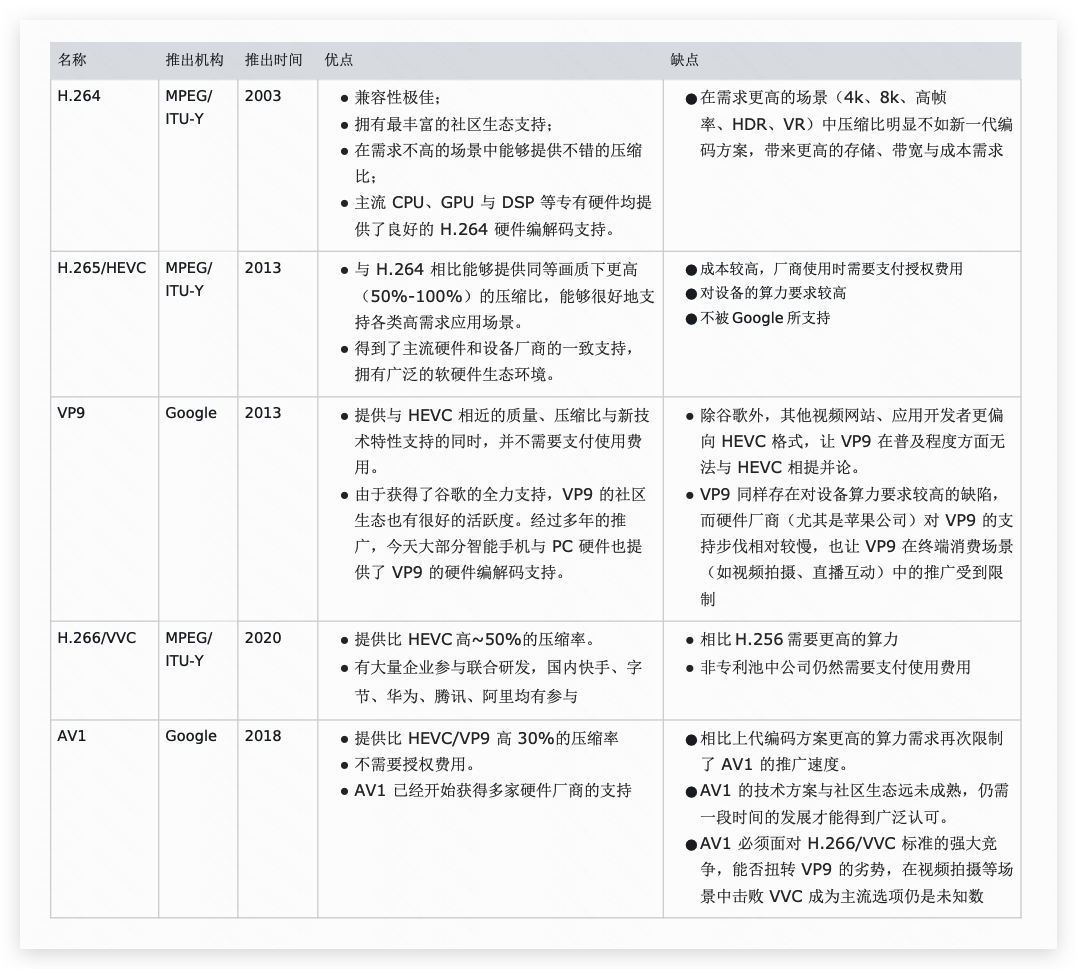 名称 推出机构 推出时间 优点 缺点
H.264
MPEG/
ITU-Y
2003
● 兼容性极佳；
● 拥有最丰富的社区生态支持；
● 在需求不高的场景中能够提供不错的压缩
比；
● 主流 CPU、GPU 与 DSP 等专有硬件均提
供了良好的 H.264 硬件编解码支持。
●在需求更高的场景（4k、8k、高帧
率、HDR、VR）中压缩比明显不如新一代编
码方案，带来更高的存储、带宽与成本需求
H.265/HEVC
MPEG/
ITU-Y
2013
● 与 H.264 相比能够提供同等画质下更高
（50%-100%）的压缩比，能够很好地支
持各类高需求应用场景。
● 得到了主流硬件和设备厂商的一致支持，
拥有广泛的软硬件生态环境。
●成本较高，厂商使用时需要支付授权费用
●对设备的算力要求较高
●不被Google所支持
VP9
Google
2013
● 提供与 HEVC 相近的质量、压缩比与新技
术特性支持的同时，并不需要支付使用费
用。
● 由于获得了谷歌的全力支持，VP9 的社区
生态也有很好的活跃度。经过多年的推
广，今天大部分智能手机与 PC 硬件也提
供了 VP9 的硬件编解码支持。
● 除谷歌外，其他视频网站、应用开发者更偏
向 HEVC 格式，让 VP9 在普及程度方面无
法与 HEVC 相提并论。
● VP9 同样存在对设备算力要求较高的缺陷，
而硬件厂商（尤其是苹果公司）对 VP9 的支
持步伐相对较慢，也让 VP9 在终端消费场景
（如视频拍摄、直播互动）中的推广受到限
制
H.266/VVC
MPEG/
ITU-Y
2020
● 提供比 HEVC高~50%的压缩率。
● 有大量企业参与联合研发，国内快手、字
节、华为、腾讯、阿里均有参与
● 相比H.256需要更高的算力
● 非专利池中公司仍然需要支付使用费用
AV1
Google
2018
● 提供比 HEVC/VP9 高 30%的压缩率
● 不需要授权费用。
● AV1 已经开始获得多家硬件厂商的支持
●相比上代编码方案更高的算力需求再次限制
了 AV1 的推广速度。
●AV1 的技术方案与社区生态远未成熟，仍需
一段时间的发展才能得到广泛认可。
●AV1 必须面对 H.266/VVC 标准的强大竞
争，能否扭转 VP9 的劣势，在视频拍摄等场
景中击败 VVC 成为主流选项仍是未知数